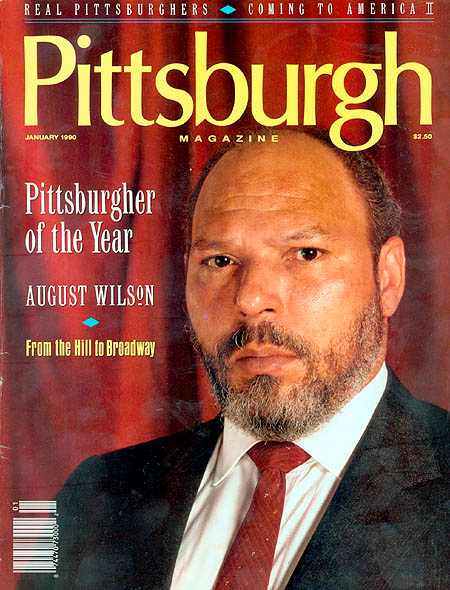 REAL PITTSBURGHERS ◆ COMING TO AMERICA II
Pittsburgh
JANUARY 1990
MAGAZINE
$2.50
Pittsburgher
of the Year
AUGUST WILSON
From the Hill to Broadway
01